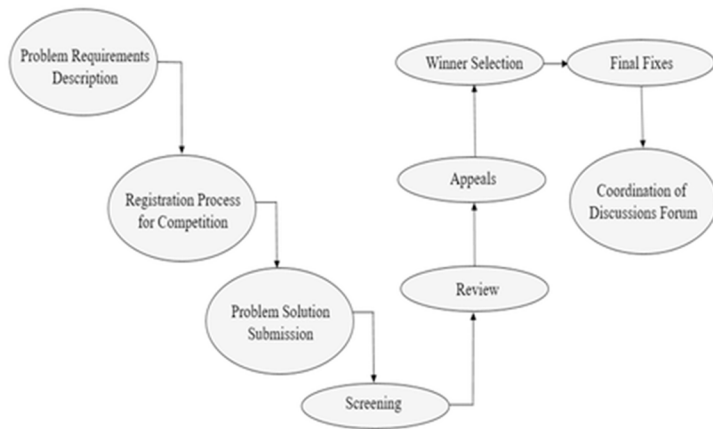 Problem Requirements
Description
Registration Process
for Competition
Problem Solution
Submission
Screening
Review
Appeals
Winner Selection
Final Fixes
Coordination of
Discussions Forum